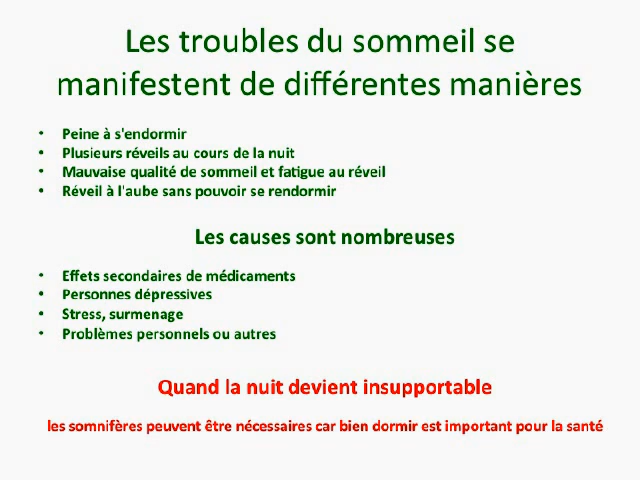 Les troubles du sommeil se
manifestent de différentes manières
• Peine à s'endormir
• Plusieurs réveils au cours de la nuit
• Mauvaise qualité de sommeil et fatigue au réveil
• Réveil à l'aube sans pouvoir se rendormir
Les causes sont nombreuses
• Effets secondaires de médicaments
• Personnes dépressives
• Stress, surmenage
• Problèmes personnels ou autres
Quand la nuit devient insupportable
les somnifères peuvent être nécessaires car bien dormir est important pour la santé